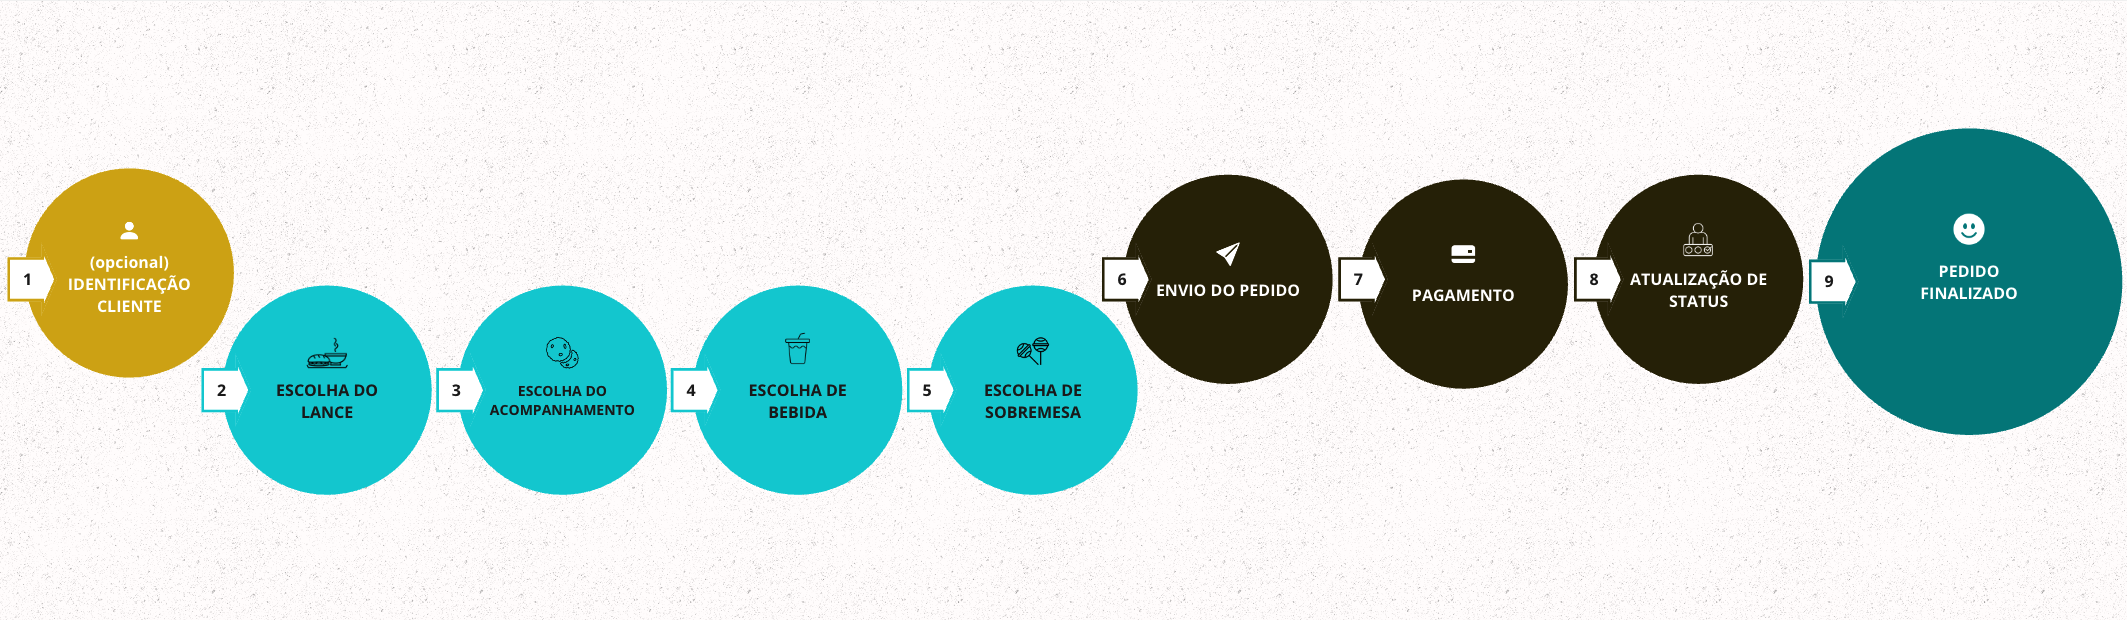 1
(opcional)
IDENTIFICAÇÃO
CLIENTE
2
ESCOLHA DO
LANCE
3
ESCOLHA DO
ACOMPANHAMENTO
4
ESCOLHA DE
BEBIDA
5
ESCOLHA DE
SOBREMESA
6
ENVIO DO PEDIDO
7
PAGAMENTO
8
ATUALIZAÇÃO DE
STATUS
9
PEDIDO
FINALIZADO